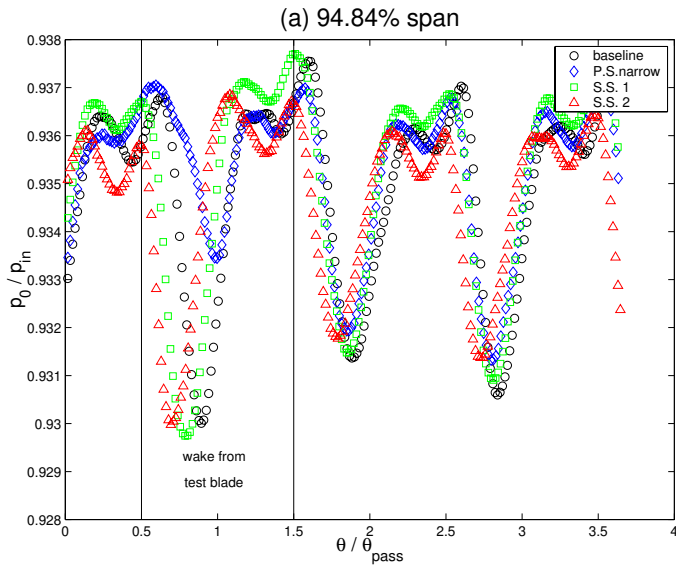 (a) 94.84% span
p0 / pin
0.938
0.937
0.936
0.935
0.934
0.933
0.932
0.931
0.93
0.929
0.928
baseline
P.S.narrow
S.S. 1
S.S. 2
wake from
test blade
0 0.5 1 1.5 2 2.5 3 3.5 4
θ / θpass